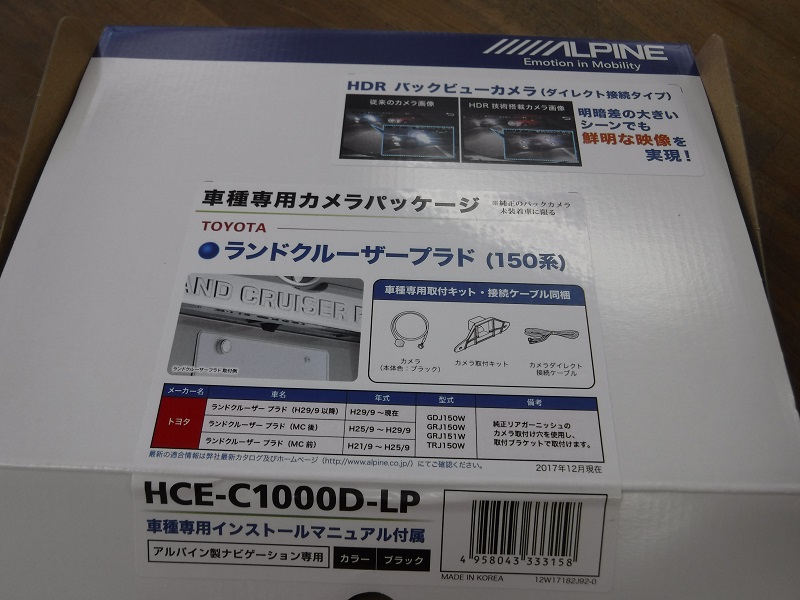 ALPINE
Emotion in Mobility
HDR バックビューカメラ(ダイレクト接続タイプ)
従来のカメラ画像
HDR 技術搭載カメラ画像
明暗差の大きい
シーンでも
鮮明な映像を
実現!
車種専用カメラパッケージ
※純正のバックカメラ
未装着車に限る
TOYOTA
ランドクルーザープラド (150系)
AND CRUISER P
ランドクルーザープラド 取付例
車種専用取付キット・接続ケーブル同梱
カメラ
(本体色:ブラック)
カメラ取付キット
カメラダイレクト
接続ケーブル
メーカー名 車名 年式 型式 備考
トヨタ
ランドクルーザー プラド (H29/9 以降) H29/9 ~現在
ランドクルーザー プラド (MC 後) H25/9 ~ H29/9
ランドクルーザー プラド (MC 前) H21/9 ~ H25/9
GDJ150W
GRJ150W
GRJ151W
TRJ150W
純正リアガーニッシュの
カメラ取付け穴を使用し、
取付ブラケットで取付けます。
最新の適合情報は弊社最新カタログ及びホームページ (http://www.alpine.co.jp/) にてご確認ください。
2017年12月現在
HCE-C1000D-LP
車種専用インストールマニュアル付属
アルパイン製ナビゲーション専用
カラー ブラック
4 958043 333158
MADE IN KOREA
12W17182J92-0